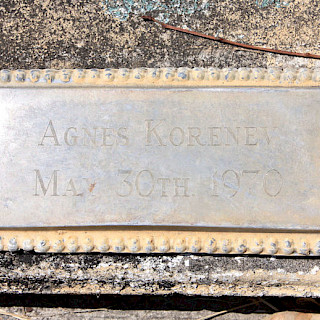 Agnes Korenev
May 30th 1970